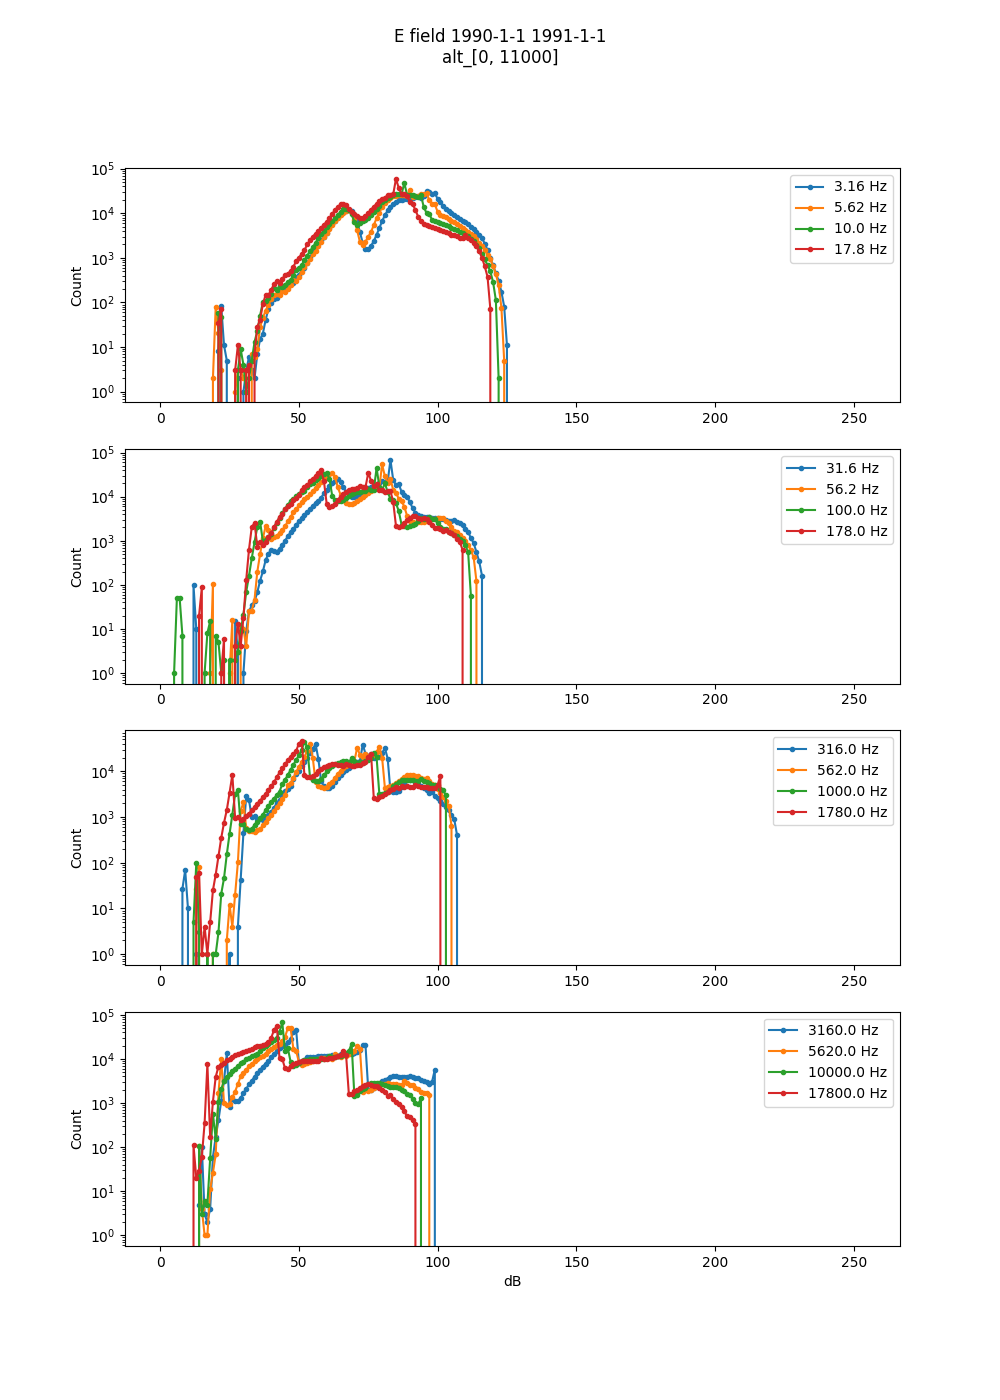 E field 1990-1-1 1991-1-1
alt_[0, 11000]
10^5
10^4
10^3
10^2
10^1
10^0
Count
0 50 100 150 200 250
3.16 Hz
5.62 Hz
10.0 Hz
17.8 Hz
10^5
10^4
10^3
10^2
10^1
10^0
Count
0 50 100 150 200 250
31.6 Hz
56.2 Hz
100.0 Hz
178.0 Hz
10^4
10^3
10^2
10^1
10^0
Count
0 50 100 150 200 250
316.0 Hz
562.0 Hz
1000.0 Hz
1780.0 Hz
10^5
10^4
10^3
10^2
10^1
10^0
Count
0 50 100 150 200 250
3160.0 Hz
5620.0 Hz
10000.0 Hz
17800.0 Hz
dB